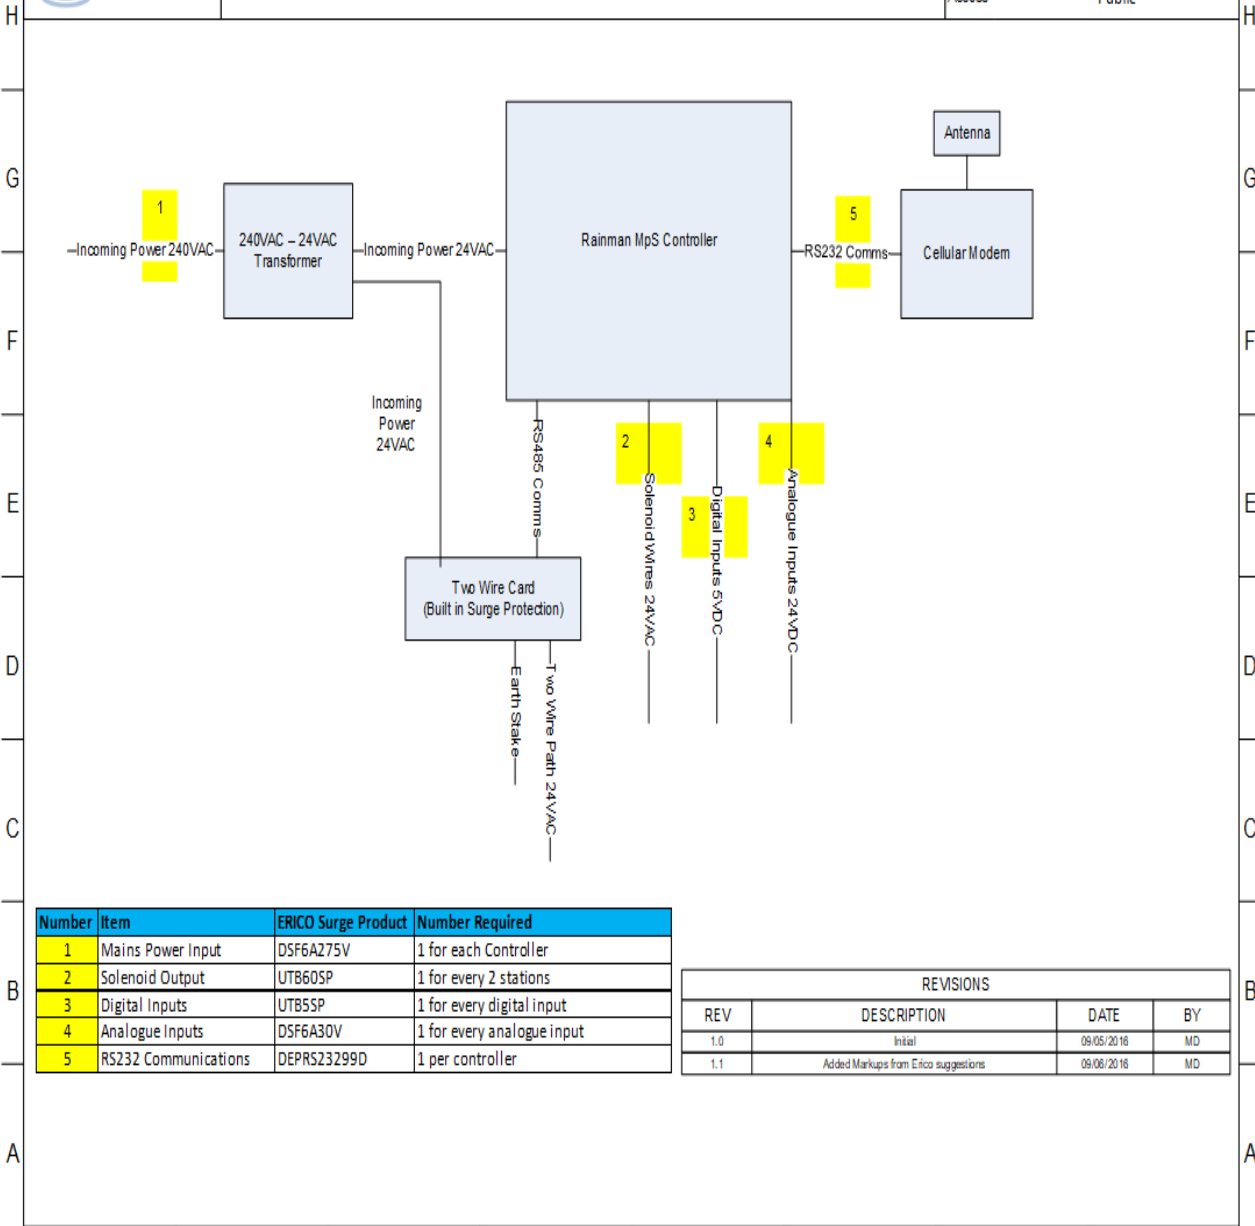 H
H
Public
Antenna
G
G
1
5
240VAC – 24VAC
Transformer
Rainman MpS Controller
Incoming Power 240VAC
Incoming Power 24VAC
RS232 Comms
Cellular Modem
F
F
Incoming
Power
24VAC
RS485 Comms
2
4
Solenoid Wires 24VAC
3
Digital Inputs 5VDC
Analogue Inputs 24VDC
E
E
Two Wire Card
(Built in Surge Protection)
D
D
Earth Stake
Two Wire Path 24VAC
C
C
Number Item ERICO Surge Product Number Required
1 Mains Power Input DSF6A275V 1 for each Controller
2 Solenoid Output UTB60SP 1 for every 2 stations
3 Digital Inputs UTB5SP 1 for every digital input
4 Analogue Inputs DSF6A30V 1 for every analogue input
5 RS232 Communications DEPRS23299D 1 per controller
B
B
REVISIONS
REV DESCRIPTION DATE BY
1.0 Initial 09/05/2016 MD
1.1 Added Markups from Erico suggestions 09/06/2016 MD
A
A